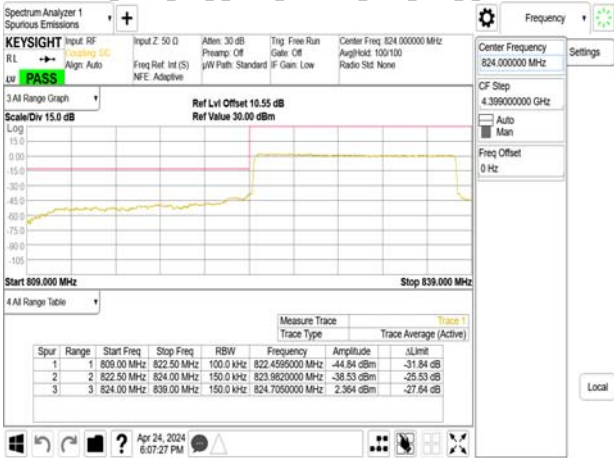 Spectrum Analyzer 1
Spurious Emissions
+
Frequency
KEYSIGHT
RL
LXI
PASS
Input: RF
Coupling: DC
Align: Auto
Input Z: 50 Ω
Freq Ref: Int (S)
NFE: Adaptive
Atten: 30 dB
Preamp: Off
µW Path: Standard
Trig: Free Run
Gate: Off
IF Gain: Low
Center Freq: 824.000000 MHz
Avg|Hold: 100/100
Radio Std: None
Center Frequency
824.000000 MHz
Settings
CF Step
4.399000000 GHz
Auto
Man
Freq Offset
0 Hz
3 All Range Graph
Scale/Div 15.0 dB
Ref Lvl Offset 10.55 dB
Ref Value 30.00 dBm
Log
15.0
0.00
-15.0
-30.0
-45.0
-60.0
-75.0
-90.0
-105
Start 809.000 MHz
Stop 839.000 MHz
4 All Range Table
Measure Trace Trace 1
Trace Type Trace Average (Active)
Spur Range Start Freq Stop Freq RBW Frequency Amplitude ΔLimit
1 1 809.00 MHz 822.50 MHz 100.0 kHz 822.4595000 MHz -44.84 dBm -31.84 dB
2 2 822.50 MHz 824.00 MHz 150.0 kHz 823.9820000 MHz -38.53 dBm -25.53 dB
3 3 824.00 MHz 839.00 MHz 150.0 kHz 824.7050000 MHz 2.364 dBm -27.64 dB
Local
?
Apr 24, 2024
6:07:27 PM